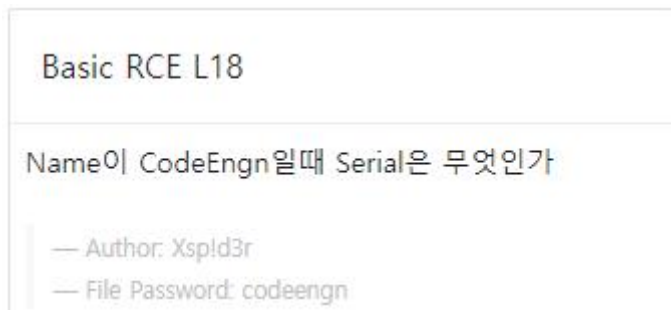 Basic RCE L18
Name이 CodeEngn일때 Serial은 무엇인가
— Author: Xsp!d3r
— File Password: codeengn